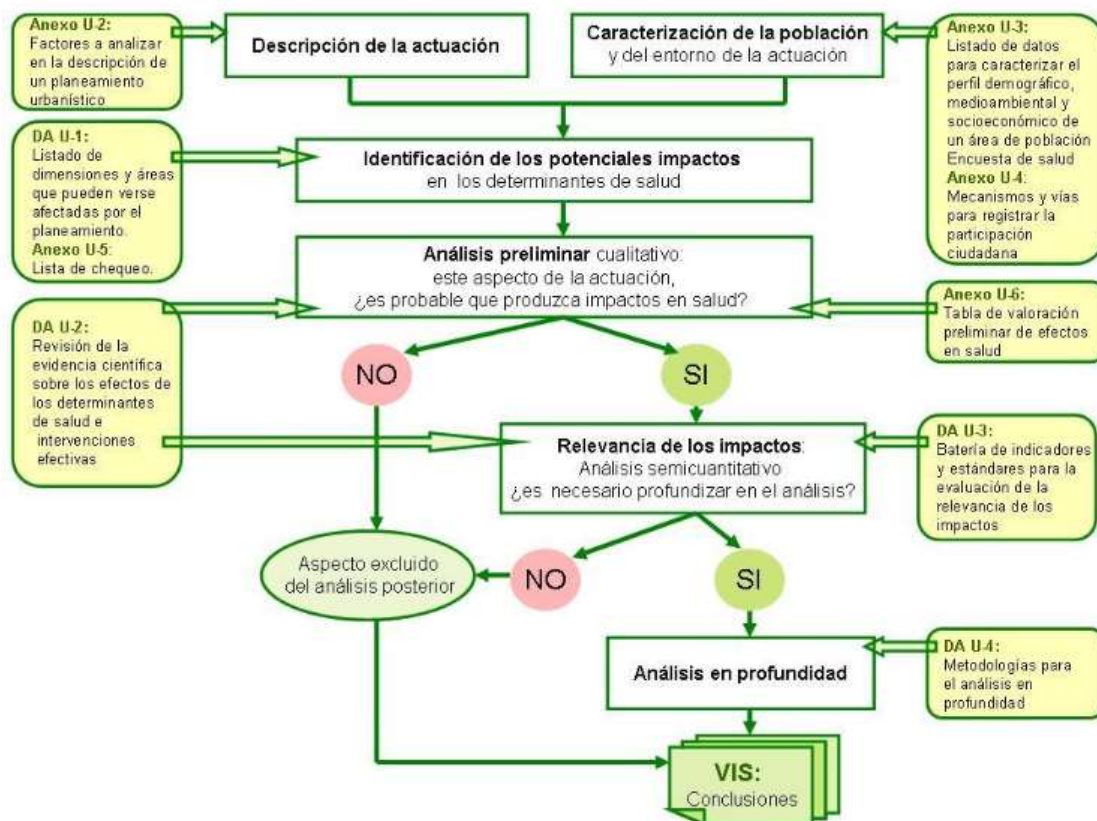 Anexo U-2:
Factores a analizar
en la descripción de
un planeamiento
urbanístico
Descripción de la actuación
Caracterización de la población
y del entorno de la actuación
Anexo U-3:
Listado de datos
para caracterizar el
perfil demográfico,
medioambiental y
socioeconómico de
un área de población
Encuesta de salud
Anexo U-4:
Mecanismos y vías
para registrar la
participación
ciudadana
DA U-1:
Listado de
dimensiones y áreas
que pueden verse
afectadas por el
planeamiento.
Anexo U-5:
Lista de chequeo.
Identificación de los potenciales impactos
en los determinantes de salud
Análisis preliminar cualitativo:
este aspecto de la actuación,
¿es probable que produzca impactos en salud?
Anexo U-6:
Tabla de valoración
preliminar de efectos
en salud
DA U-2:
Revisión de la
evidencia científica
sobre los efectos de
los determinantes
de salud e
intervenciones
efectivas
NO
SI
Relevancia de los impactos:
Análisis semicuantitativo
¿es necesario profundizar en el análisis?
DA U-3:
Batería de indicadores
y estándares para la
evaluación de la
relevancia de los
impactos
Aspecto excluido
del análisis posterior
NO
SI
Análisis en profundidad
DA U-4:
Metodologías para
el análisis en
profundidad
VIS:
Conclusiones